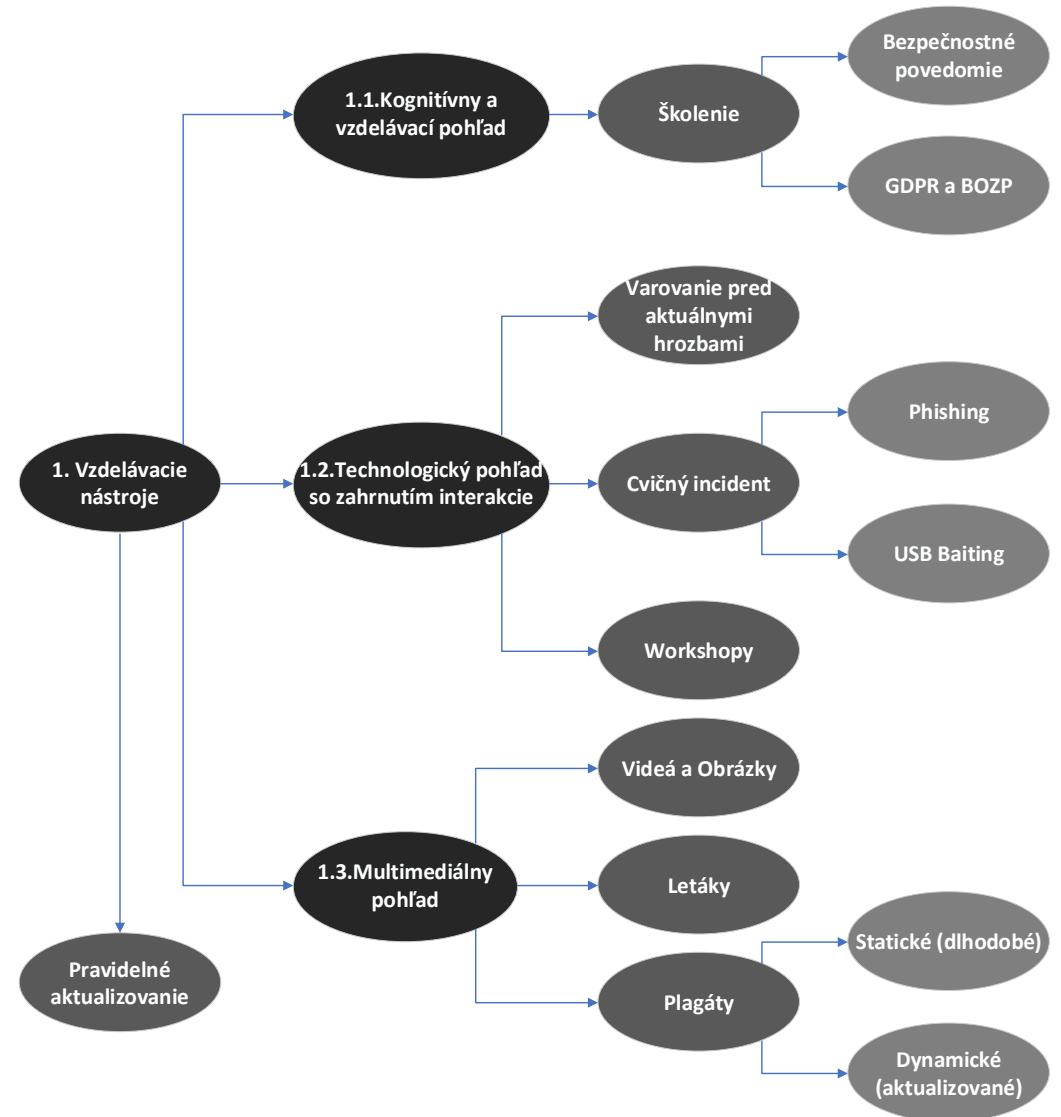 Bezpečnostné
povedomie
1.1.Kognitívny a
vzdelávací pohľad
Školenie
GDPR a BOZP
Varovanie pred
aktuálnymi
hrozbami
Phishing
1. Vzdelávacie
nástroje
1.2.Technologický pohľad
so zahrnutím interakcie
Cvičný incident
USB Baiting
Workshopy
Videá a Obrázky
1.3.Multimediálny
pohľad
Letáky
Statické (dlhodobé)
Pravidelné
aktualizovanie
Plagáty
Dynamické
(aktualizované)